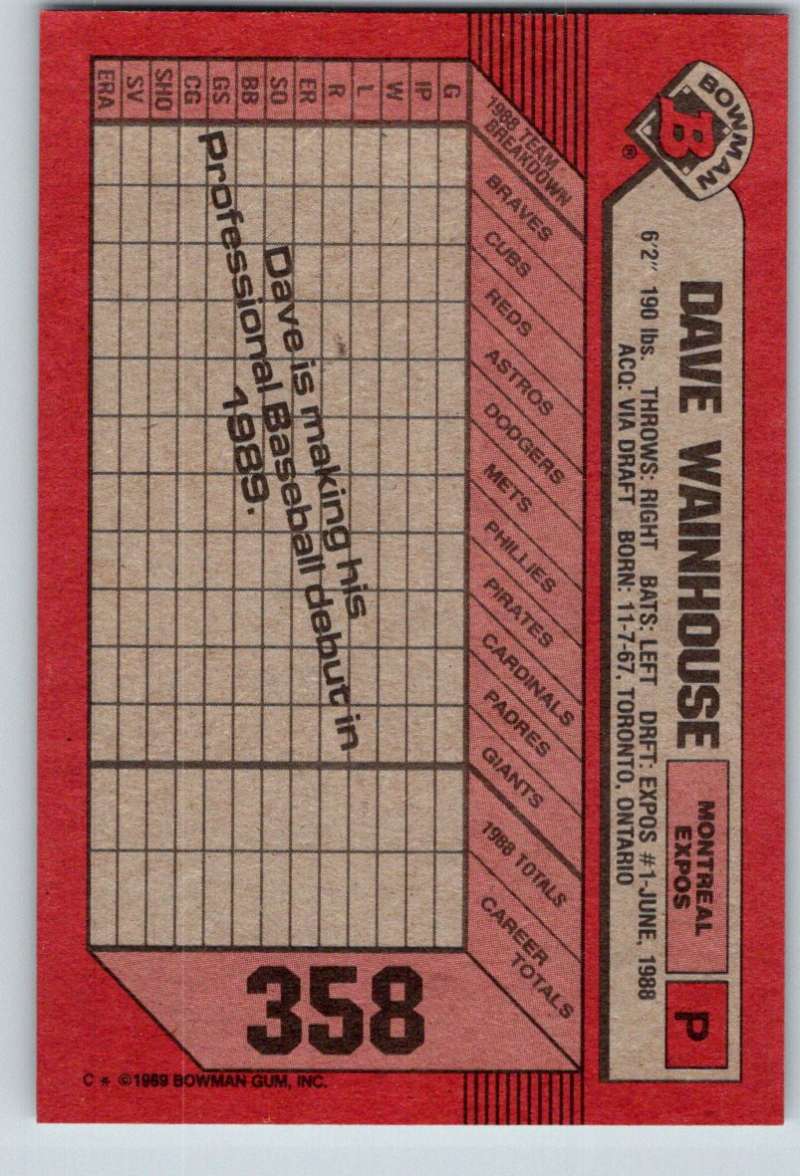 BOWMAN
B
®
DAVE WAINHOUSE
MONTREAL
EXPOS
P
6'2" 190 lbs. THROWS: RIGHT BATS: LEFT DRFT: EXPOS #1-JUNE, 1988
ACQ: VIA DRAFT BORN: 11-7-67, TORONTO, ONTARIO
1988 TEAM
BREAKDOWN
BRAVES
CUBS
REDS
ASTROS
DODGERS
METS
PHILLIES
PIRATES
CARDINALS
PADRES
GIANTS
1988 TOTALS
CAREER
TOTALS
G
IP
W
L
R
ER
SO
BB
GS
CG
SHO
SV
ERA
Dave is making his
Professional Baseball debut in
1989.
358
C * ©1989 BOWMAN GUM, INC.